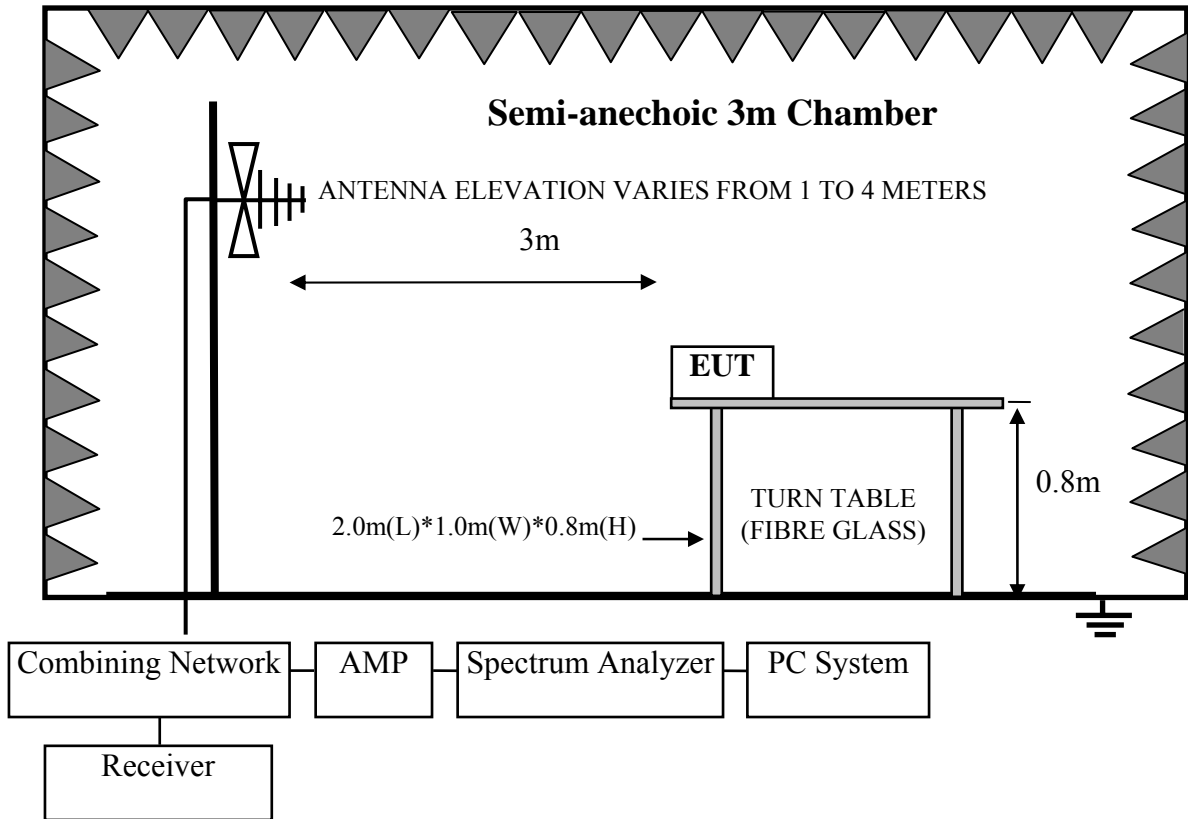 Semi-anechoic 3m Chamber
ANTENNA ELEVATION VARIES FROM 1 TO 4 METERS
3m
EUT
0.8m
TURN TABLE
(FIBRE GLASS)
2.0m(L)*1.0m(W)*0.8m(H)
Combining Network
AMP
Spectrum Analyzer
PC System
Receiver